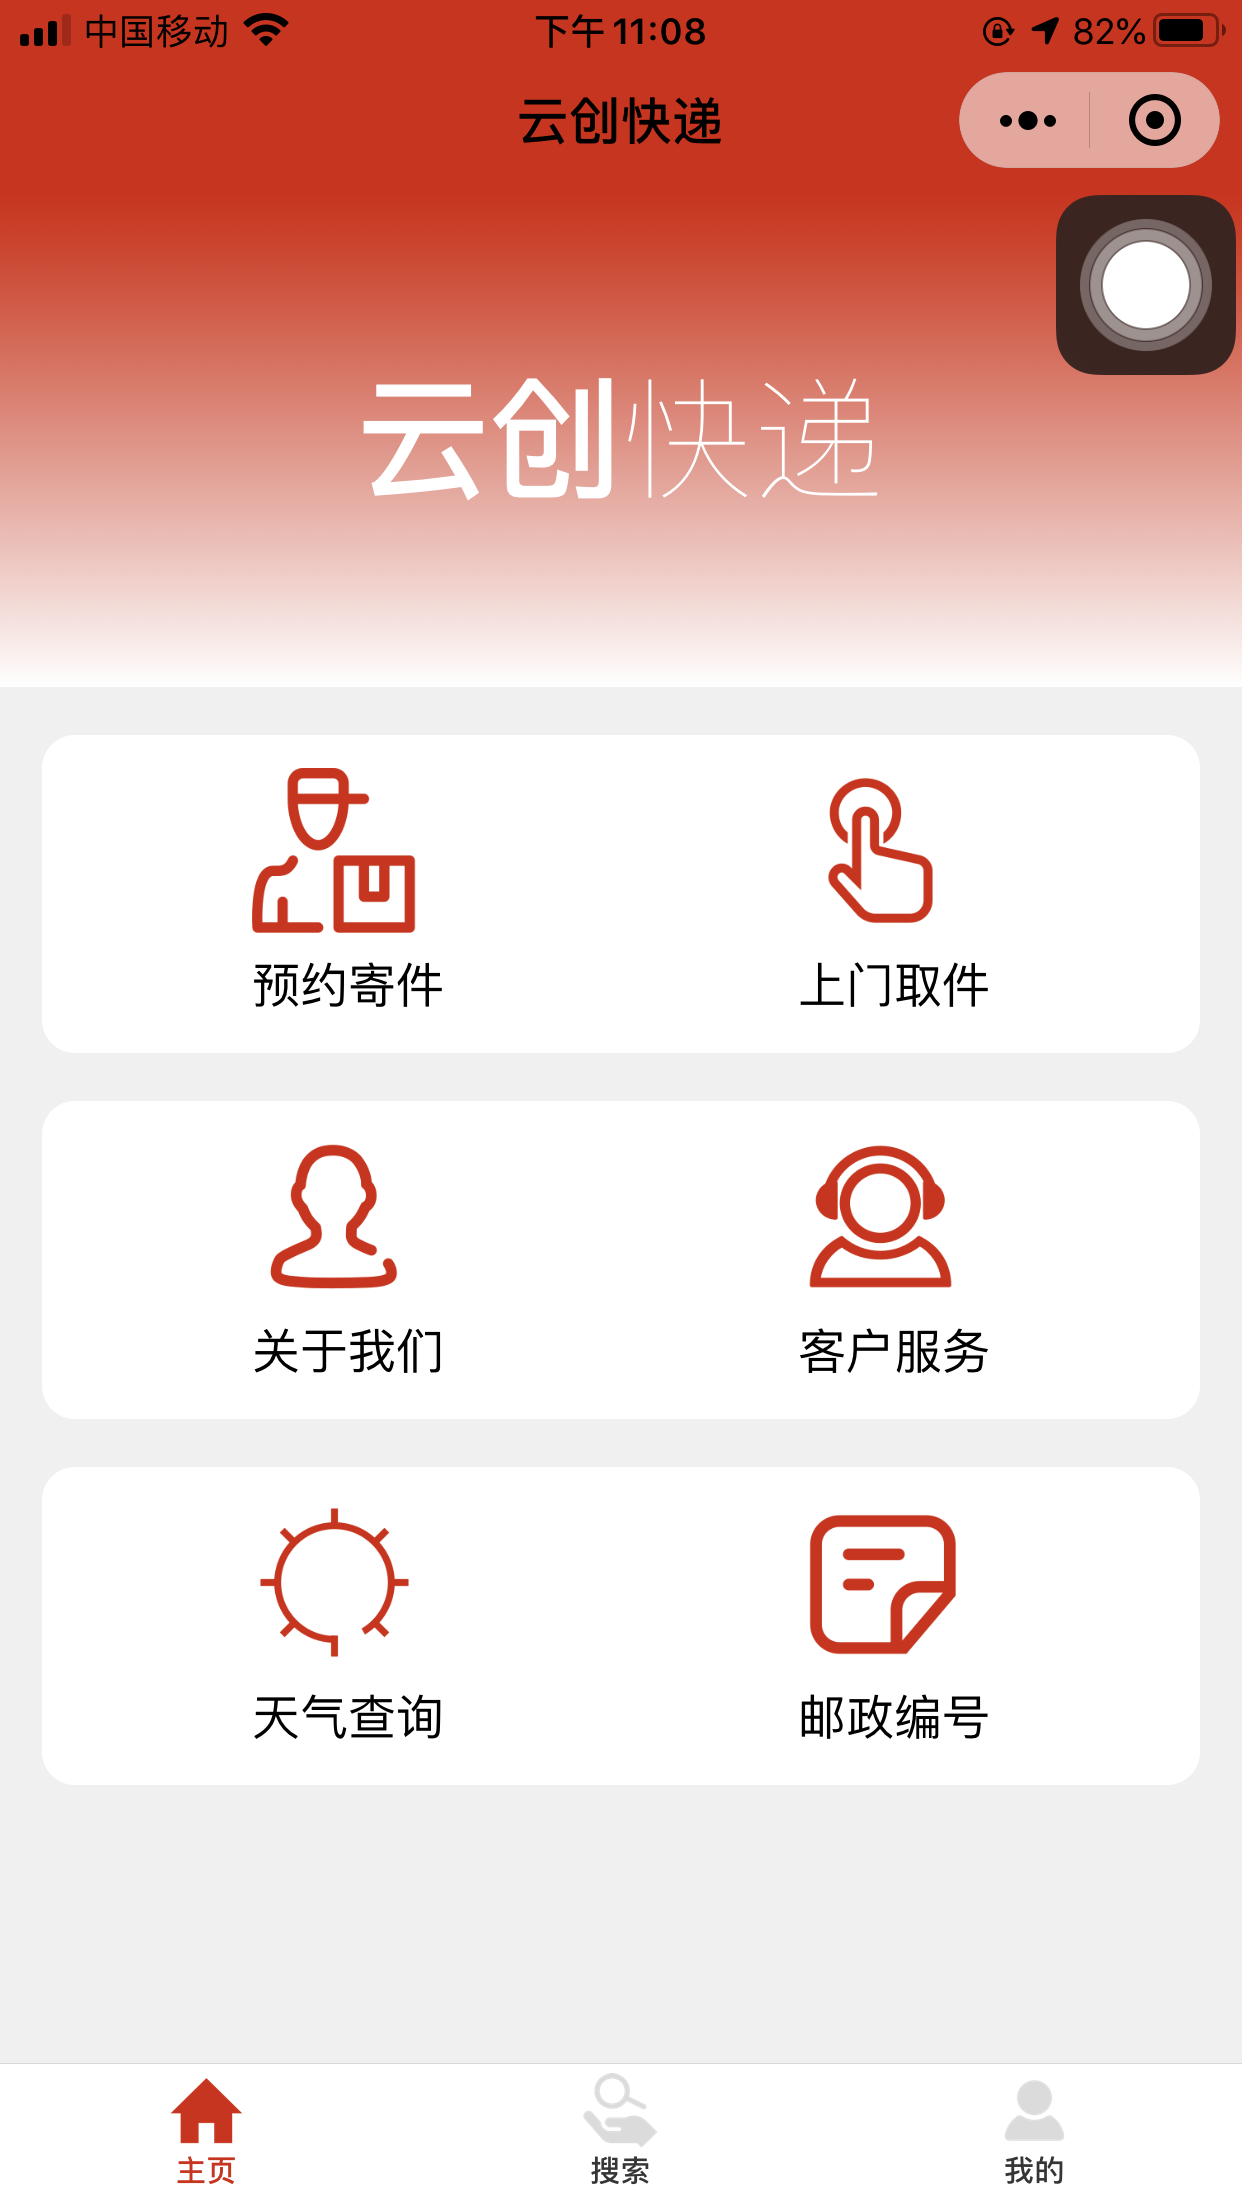 中国移动 下午 11:08 82%
云创快递
云创快递
预约寄件 上门取件
关于我们 客户服务
天气查询 邮政编号
主页 搜索 我的